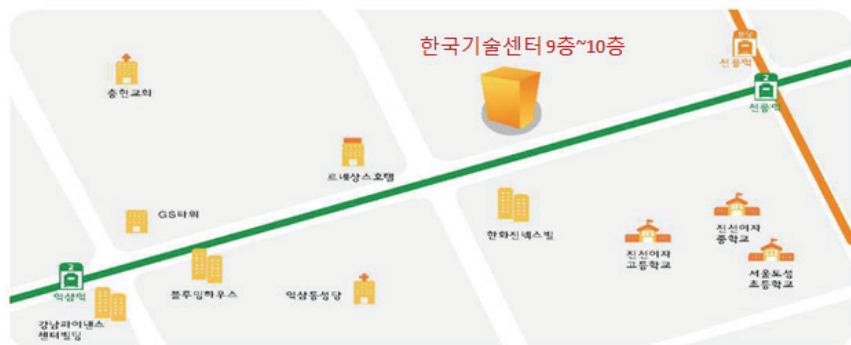 한국기술센터 9층~10층
분당
선릉역
2
선릉역
충현교회
르네상스호텔
GS타워
한화진넥스빌
진선여자
중학교
진선여자
고등학교
서울도성
초등학교
2
역삼역
블루밍하우스
역삼동성당
강남파이낸스
센터빌딩